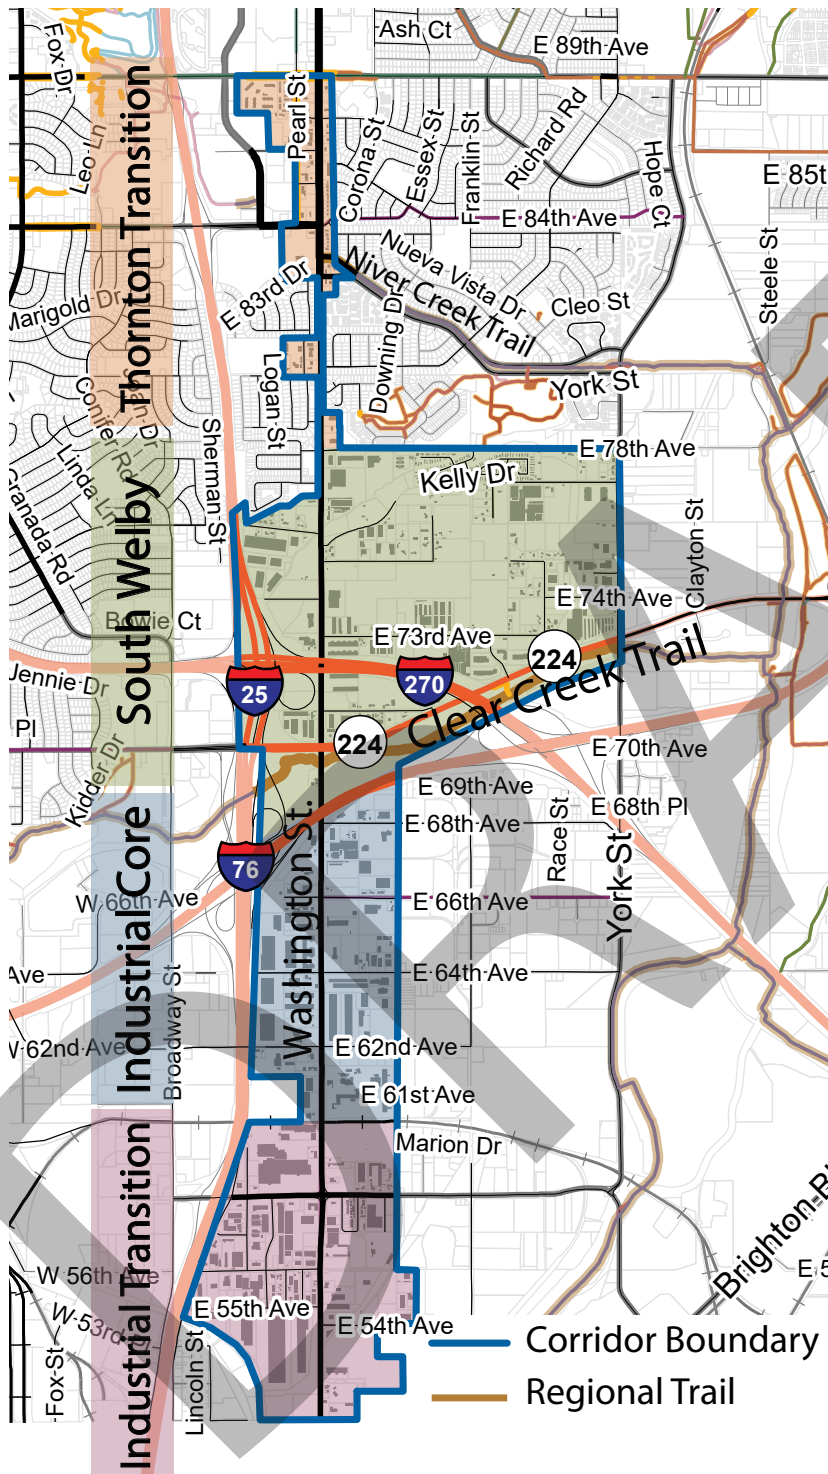 Ash Ct
E 89th Ave
Fox Dr
Pearl St
Leo Ln
Corona St
Essex St
Franklin St
Richard Rd
Hope Ct
E 85t
E 84th Ave
Thornton Transition
Nueva Vista Dr
Niver Creek Trail
Steele St
E 83rd Dr
Marigold Dr
Cleo St
Downing Dr
Logan St
York St
Conifer Rd
Sherman St
E 78th Ave
Linda Ln
Kelly Dr
Granada Rd
South Welby
Clayton St
E 74th Ave
Bowie Ct
E 73rd Ave
224
Jennie Dr
25
270
Clear Creek Trail
Pl
224
E 70th Ave
Kidder Dr
E 69th Ave
E 68th Pl
Race St
E 68th Ave
Washington St.
76
York St
W 66th Ave
E 66th Ave
Industrial Core
Ave
E 64th Ave
Broadway St
W 62nd Ave
E 62nd Ave
E 61st Ave
Marion Dr
Industrial Transition
Brighton B
W 56th Ave
E 5
E 55th Ave
W 53rd
E 54th Ave
Lincoln St
Fox St
Corridor Boundary
Regional Trail
DRA